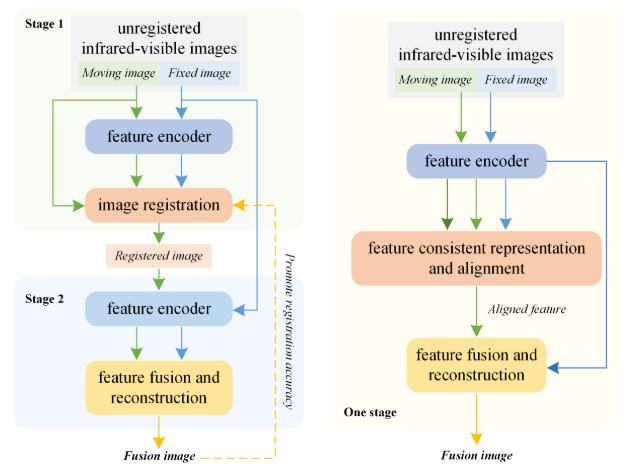 Stage 1
unregistered
infrared-visible images
Moving image
Fixed image
feature encoder
image registration
Registered image
Promote registration accuracy
Stage 2
feature encoder
feature fusion and
reconstruction
Fusion image
unregistered
infrared-visible images
Moving image
Fixed image
feature encoder
feature consistent representation
and alignment
Aligned feature
feature fusion and
reconstruction
One stage
Fusion image